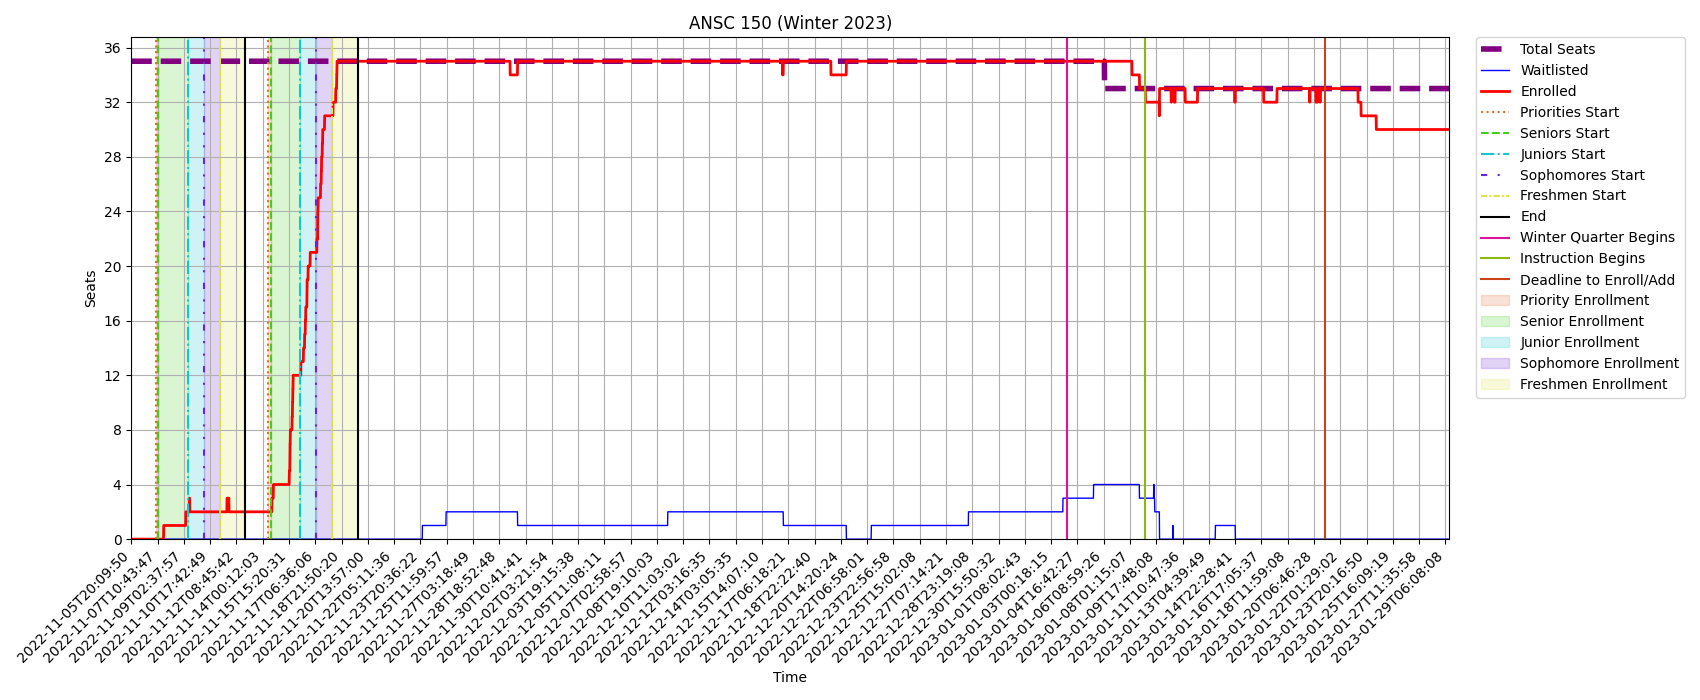 ANSC 150 (Winter 2023)
36
32
28
24
20
16
12
8
4
0
Seats
2022-11-05T20:09:50
2022-11-07T10:43:47
2022-11-09T02:37:57
2022-11-10T17:42:49
2022-11-12T08:45:42
2022-11-14T00:12:03
2022-11-15T15:20:31
2022-11-17T06:36:06
2022-11-18T21:50:20
2022-11-20T13:57:00
2022-11-22T05:11:36
2022-11-23T20:36:22
2022-11-25T11:59:57
2022-11-27T03:18:49
2022-11-28T18:52:48
2022-11-30T10:41:41
2022-12-02T03:21:54
2022-12-03T19:15:38
2022-12-05T11:08:11
2022-12-07T02:58:57
2022-12-08T19:10:03
2022-12-10T11:03:02
2022-12-12T03:16:35
2022-12-14T03:05:35
2022-12-15T14:07:10
2022-12-17T06:18:21
2022-12-18T22:22:40
2022-12-20T14:20:24
2022-12-22T06:58:01
2022-12-23T22:56:58
2022-12-25T15:02:08
2022-12-27T07:14:21
2022-12-28T23:19:08
2022-12-30T15:50:32
2023-01-01T08:02:43
2023-01-03T00:18:15
2023-01-04T16:42:27
2023-01-06T08:59:26
2023-01-08T01:15:07
2023-01-09T17:48:08
2023-01-11T10:47:36
2023-01-13T04:39:49
2023-01-14T22:28:41
2023-01-16T17:05:37
2023-01-18T11:59:08
2023-01-20T06:46:28
2023-01-22T01:29:02
2023-01-23T20:16:50
2023-01-25T16:09:19
2023-01-27T11:35:58
2023-01-29T06:08:08
Time
Total Seats
Waitlisted
Enrolled
Priorities Start
Seniors Start
Juniors Start
Sophomores Start
Freshmen Start
End
Winter Quarter Begins
Instruction Begins
Deadline to Enroll/Add
Priority Enrollment
Senior Enrollment
Junior Enrollment
Sophomore Enrollment
Freshmen Enrollment